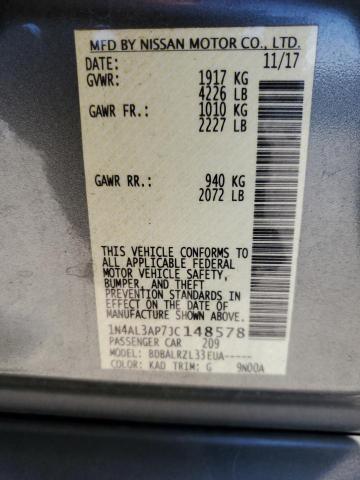 MFD BY NISSAN MOTOR CO., LTD.
DATE: 11/17
GVWR: 1917 KG
4226 LB
GAWR FR.: 1010 KG
2227 LB
GAWR RR.: 940 KG
2072 LB
THIS VEHICLE CONFORMS TO
ALL APPLICABLE FEDERAL
MOTOR VEHICLE SAFETY,
BUMPER, AND THEFT
PREVENTION STANDARDS IN
EFFECT ON THE DATE OF
MANUFACTURE SHOWN ABOVE.
1N4AL3AP7JC148578
PASSENGER CAR 209
MODEL: BDBALRZL33EUA-----
COLOR: KAD TRIM: G 9N00A